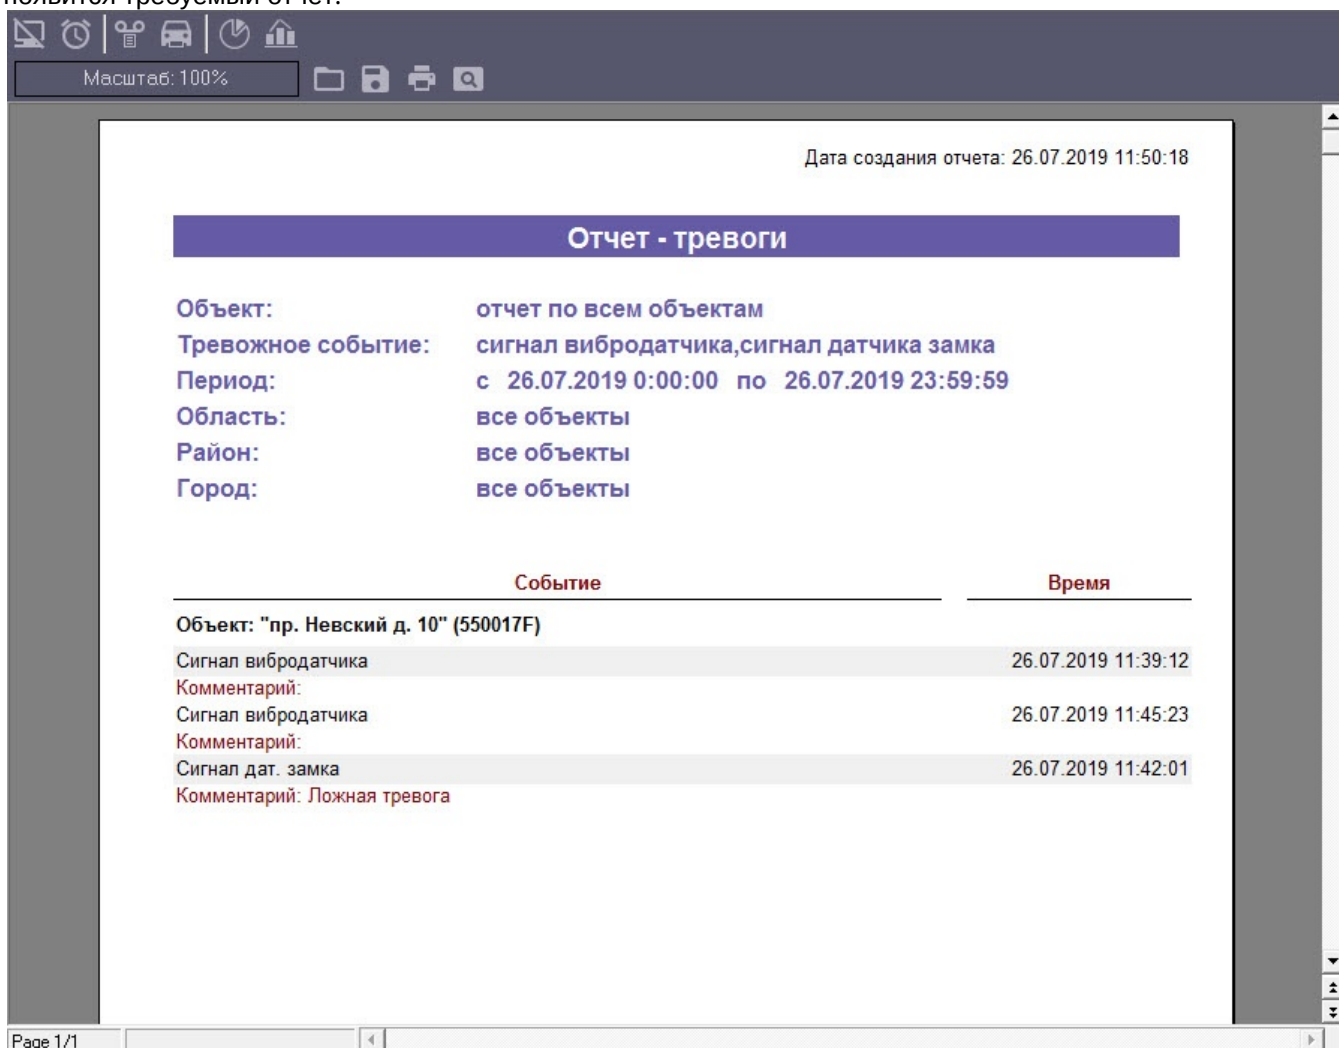 появится требуемый отчет.
Масштаб: 100%
Дата создания отчета: 26.07.2019 11:50:18
Отчет - тревоги
Объект: отчет по всем объектам
Тревожное событие: сигнал вибродатчика,сигнал датчика замка
Период: с 26.07.2019 0:00:00 по 26.07.2019 23:59:59
Область: все объекты
Район: все объекты
Город: все объекты
Событие Время
Объект: "пр. Невский д. 10" (550017F)
Сигнал вибродатчика 26.07.2019 11:39:12
Комментарий:
Сигнал вибродатчика 26.07.2019 11:45:23
Комментарий:
Сигнал дат. замка 26.07.2019 11:42:01
Комментарий: Ложная тревога
Page 1/1